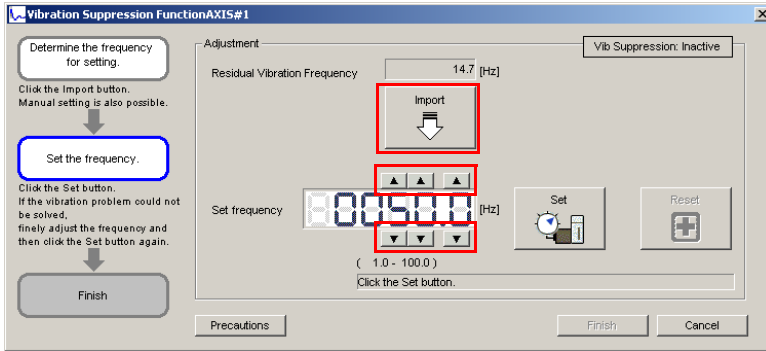 Vibration Suppression FunctionAXIS#1
Determine the frequency
for setting.
Click the Import button.
Manual setting is also possible.
Set the frequency.
Click the Set button.
If the vibration problem could not
be solved,
finely adjust the frequency and
then click the Set button again.
Finish
Adjustment
Vib Suppression: Inactive
Residual Vibration Frequency 14.7 [Hz]
Import
Set frequency 0050.0 [Hz]
Set
Reset
( 1.0 - 100.0 )
Click the Set button.
Precautions
Finish
Cancel